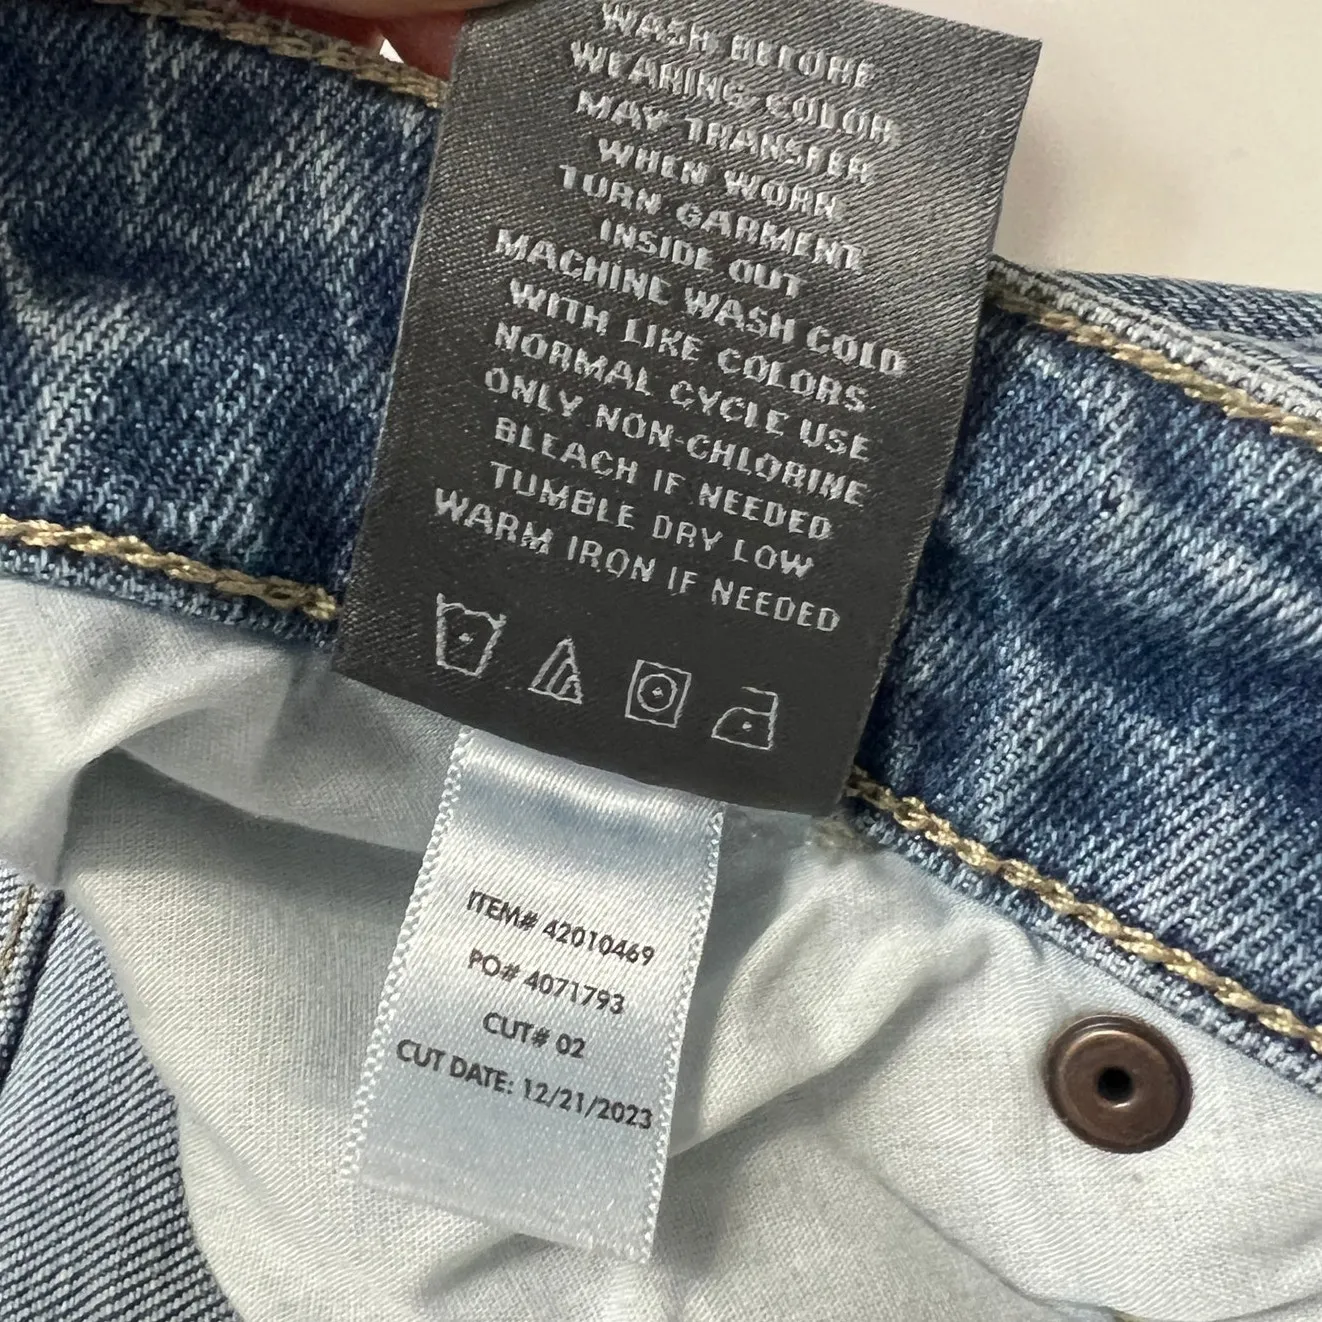 WASH BEFORE
WEARING-COLOR
MAY TRANSFER
WHEN WORN
TURN GARMENT
INSIDE OUT
MACHINE WASH COLD
WITH LIKE COLORS
NORMAL CYCLE USE
ONLY NON-CHLORINE
BLEACH IF NEEDED
TUMBLE DRY LOW
WARM IRON IF NEEDED
ITEM# 42010469
PO# 4071793
CUT# 02
CUT DATE: 12/21/2023